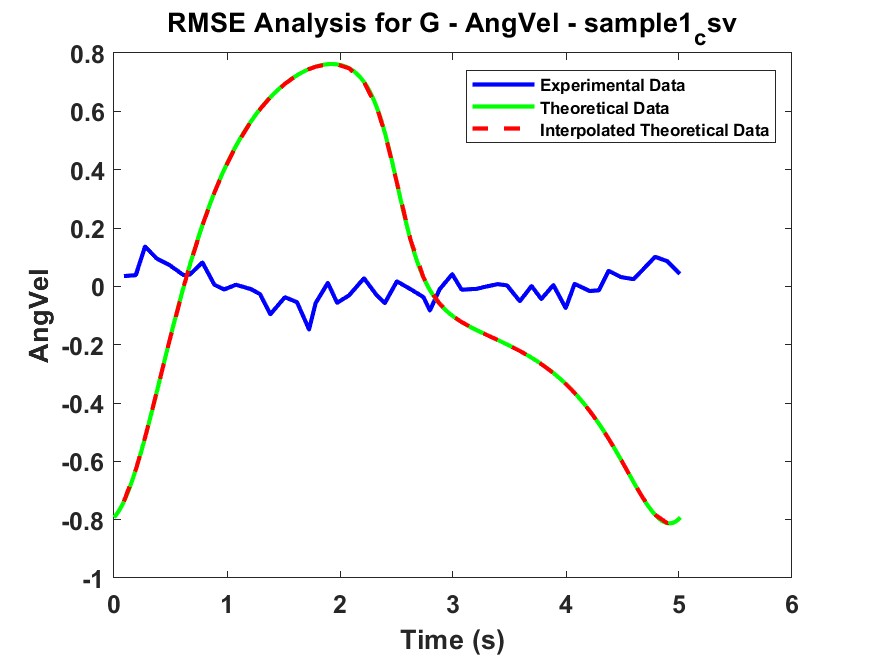 RMSE Analysis for G - AngVel - sample1_csv
0.8
0.6
0.4
0.2
0
-0.2
-0.4
-0.6
-0.8
-1
AngVel
Experimental Data
Theoretical Data
Interpolated Theoretical Data
0 1 2 3 4 5 6
Time (s)